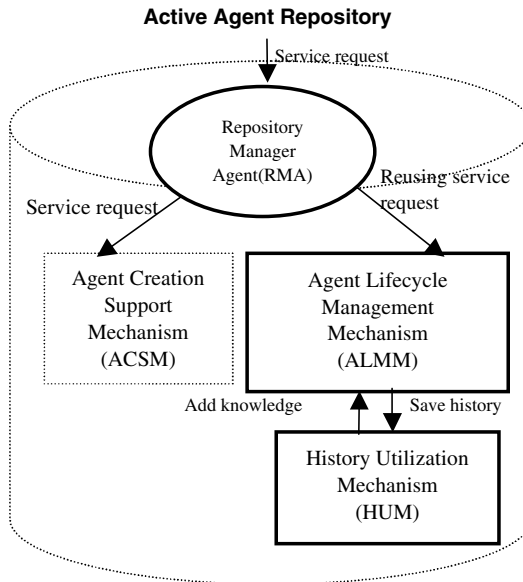 Active Agent Repository
Service request
Repository
Manager
Agent(RMA)
Service request
Reusing service
request
Agent Creation
Support
Mechanism
(ACSM)
Agent Lifecycle
Management
Mechanism
(ALMM)
Add knowledge
Save history
History Utilization
Mechanism
(HUM)